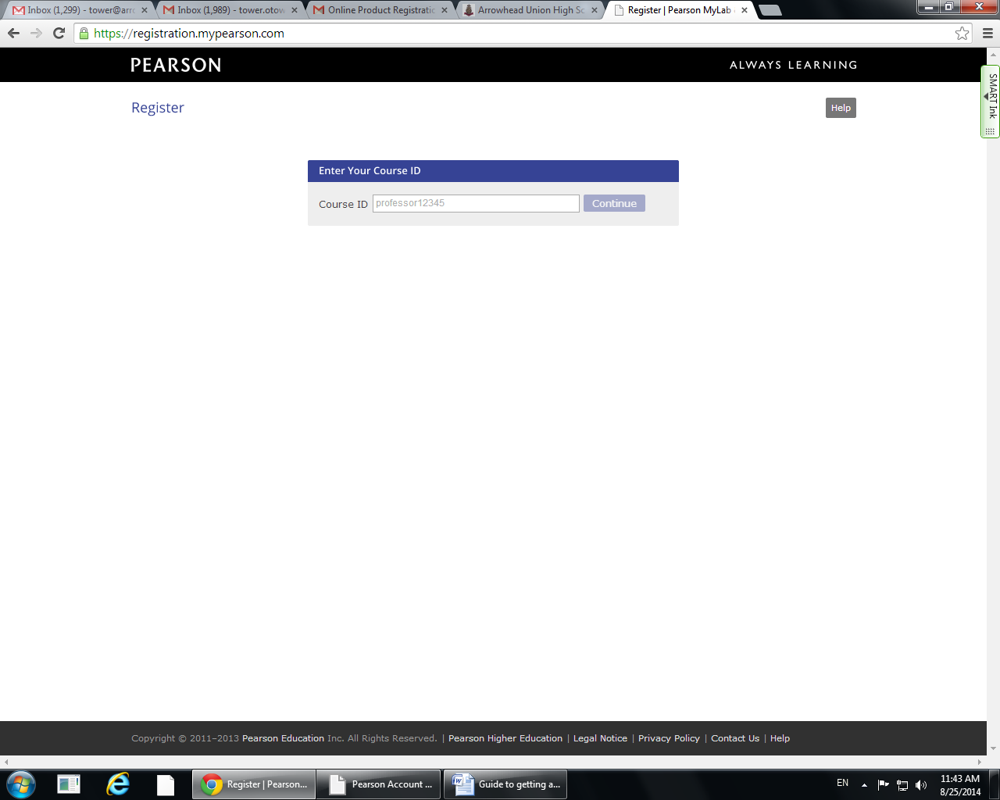 Inbox (1,299) - tower@arro
Inbox (1,989) - tower.otow
Online Product Registratio
Arrowhead Union High Sc
Register | Pearson MyLab
https://registration.mypearson.com
PEARSON
ALWAYS LEARNING
SMART Ink
Register
Help
Enter Your Course ID
Course ID professor12345 Continue
Copyright © 2011–2013 Pearson Education Inc. All Rights Reserved. | Pearson Higher Education | Legal Notice | Privacy Policy | Contact Us | Help
Register | Pearson...
Pearson Account ...
Guide to getting a...
EN
11:43 AM
8/25/2014